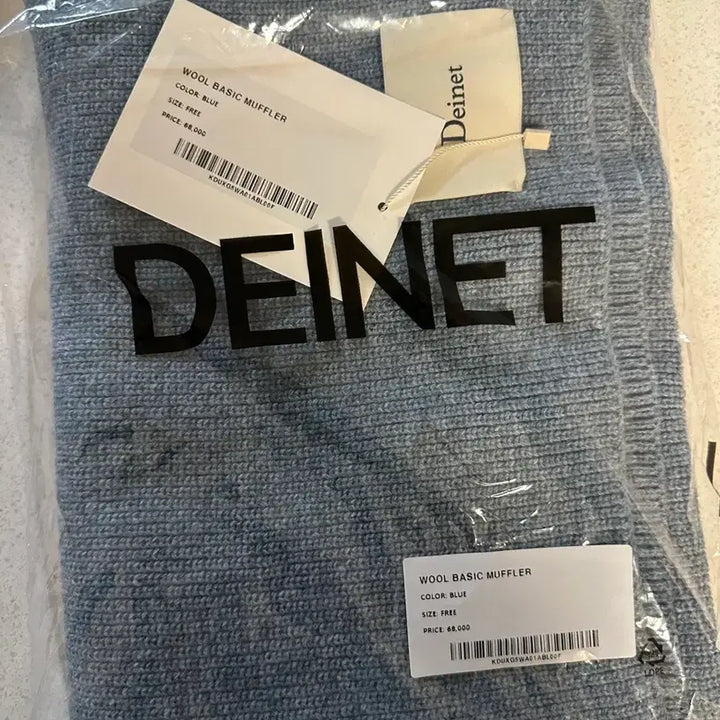 WOOL BASIC MUFFLER
COLOR: BLUE
SIZE: FREE
PRICE: 68,000
Deinet
DEINET
WOOL BASIC MUFFLER
COLOR: BLUE
SIZE: FREE
PRICE: 68,000
LDPE